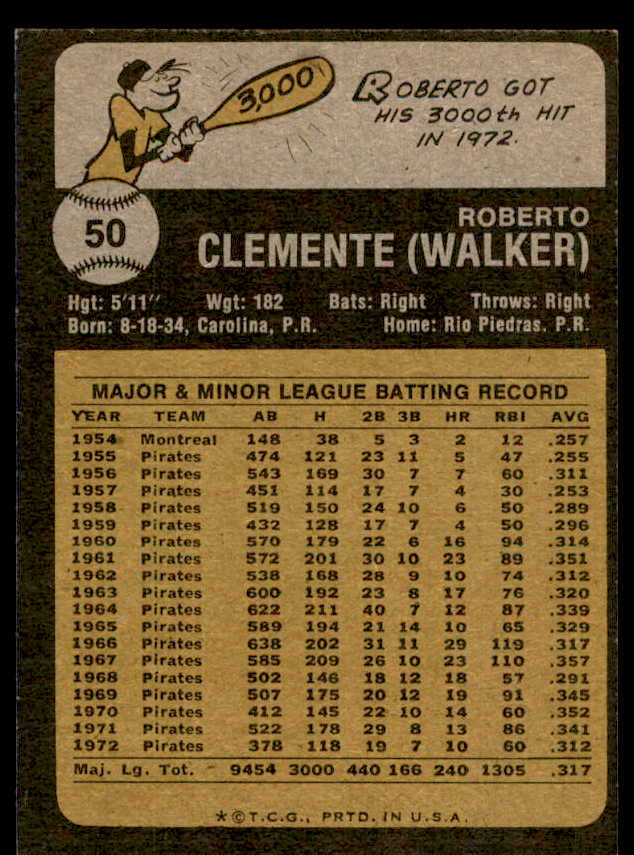 3,000
ROBERTO GOT
HIS 3000th HIT
IN 1972.
50
ROBERTO
CLEMENTE (WALKER)
Hgt: 5'11" Wgt: 182 Bats: Right Throws: Right
Born: 8-18-34, Carolina, P.R. Home: Rio Piedras, P.R.
MAJOR & MINOR LEAGUE BATTING RECORD
YEAR TEAM AB H 2B 3B HR RBI AVG
1954 Montreal 148 38 5 3 2 12 .257
1955 Pirates 474 121 23 11 5 47 .255
1956 Pirates 543 169 30 7 7 60 .311
1957 Pirates 451 114 17 7 4 30 .253
1958 Pirates 519 150 24 10 6 50 .289
1959 Pirates 432 128 17 7 4 50 .296
1960 Pirates 570 179 22 6 16 94 .314
1961 Pirates 572 201 30 10 23 89 .351
1962 Pirates 538 168 28 9 10 74 .312
1963 Pirates 600 192 23 8 17 76 .320
1964 Pirates 622 211 40 7 12 87 .339
1965 Pirates 589 194 21 14 10 65 .329
1966 Pirates 638 202 31 11 29 119 .317
1967 Pirates 585 209 26 10 23 110 .357
1968 Pirates 502 146 18 12 18 57 .291
1969 Pirates 507 175 20 12 19 91 .345
1970 Pirates 412 145 22 10 14 60 .352
1971 Pirates 522 178 29 8 13 86 .341
1972 Pirates 378 118 19 7 10 60 .312
Maj. Lg. Tot. 9454 3000 440 166 240 1305 .317
*©T.C.G., PRTD. IN U.S.A.